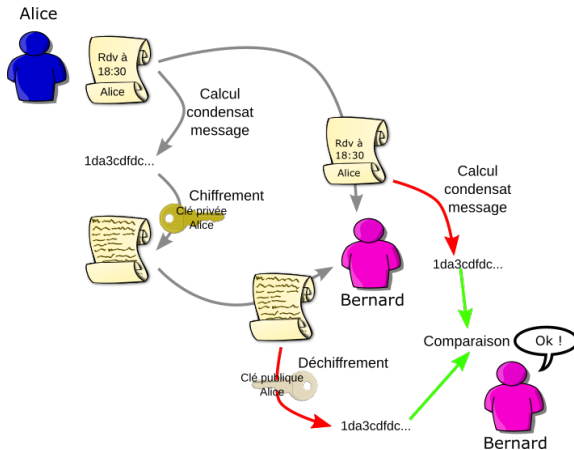 Alice
Rdv à
18:30
Alice
Calcul
condensat
message
Rdv à
18:30
Alice
1da3cdfdc...
Calcul
condensat
message
Chiffrement
Clé privée
Alice
1da3cdfdc...
Bernard
Comparaison
Ok !
Déchiffrement
Clé publique
Alice
1da3cdfdc...
Bernard